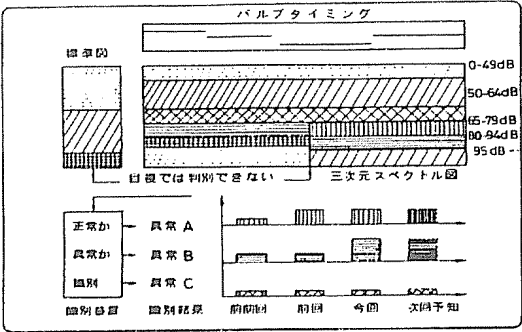 バルブタイミング
標準図
0-49dB
50-64dB
65-79dB
80-94dB
95dB --
目視では判別できない
三次元スペクトル図
正常か
異常か
識別
異常A
異常B
異常C
識別装置
識別結果
前前回
前回
今回
次回予知